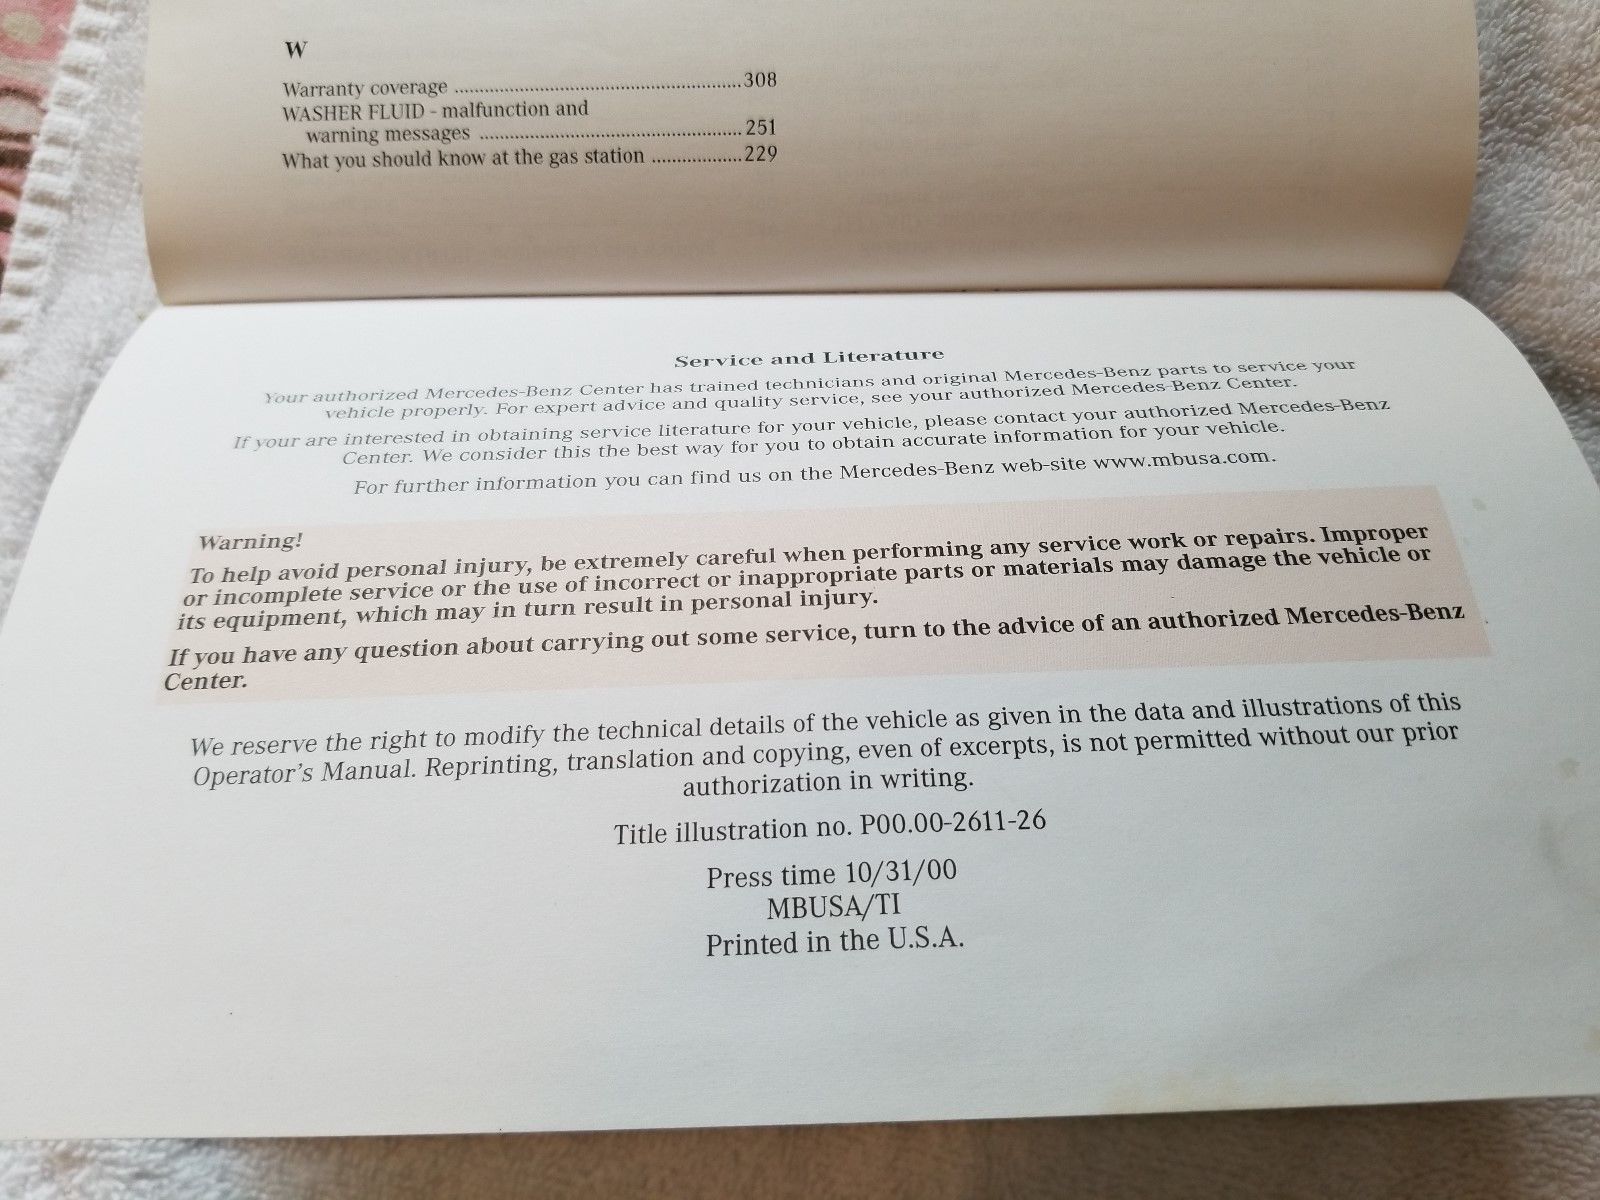 W
Warranty coverage ........................................................308
WASHER FLUID - malfunction and
warning messages ...................................................251
What you should know at the gas station ..................229
Service and Literature
Your authorized Mercedes-Benz Center has trained technicians and original Mercedes-Benz parts to service your
vehicle properly. For expert advice and quality service, see your authorized Mercedes-Benz Center.
If your are interested in obtaining service literature for your vehicle, please contact your authorized Mercedes-Benz
Center. We consider this the best way for you to obtain accurate information for your vehicle.
For further information you can find us on the Mercedes-Benz web-site www.mbusa.com.
Warning!
To help avoid personal injury, be extremely careful when performing any service work or repairs. Improper
or incomplete service or the use of incorrect or inappropriate parts or materials may damage the vehicle or
its equipment, which may in turn result in personal injury.
If you have any question about carrying out some service, turn to the advice of an authorized Mercedes-Benz
Center.
We reserve the right to modify the technical details of the vehicle as given in the data and illustrations of this
Operator's Manual. Reprinting, translation and copying, even of excerpts, is not permitted without our prior
authorization in writing.
Title illustration no. P00.00-2611-26
Press time 10/31/00
MBUSA/TI
Printed in the U.S.A.